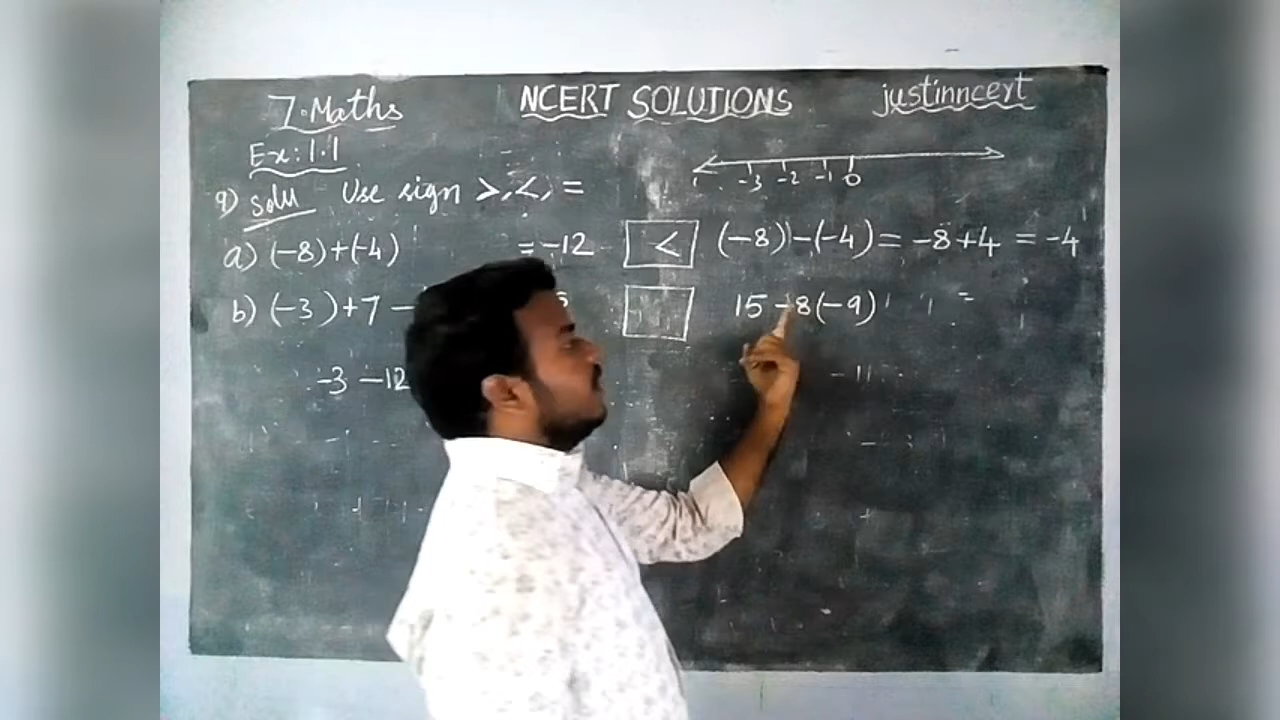 7.Maths NCERT SOLUTIONS justinncert
Ex:1.1
9) Soln Use sign >,<,=
-3 -2 -1 0
a) (-8)+(-4) = -12 < (-8)-(-4) = -8+4 = -4
b) (-3)+7- 15-8(-9)
-3 -12